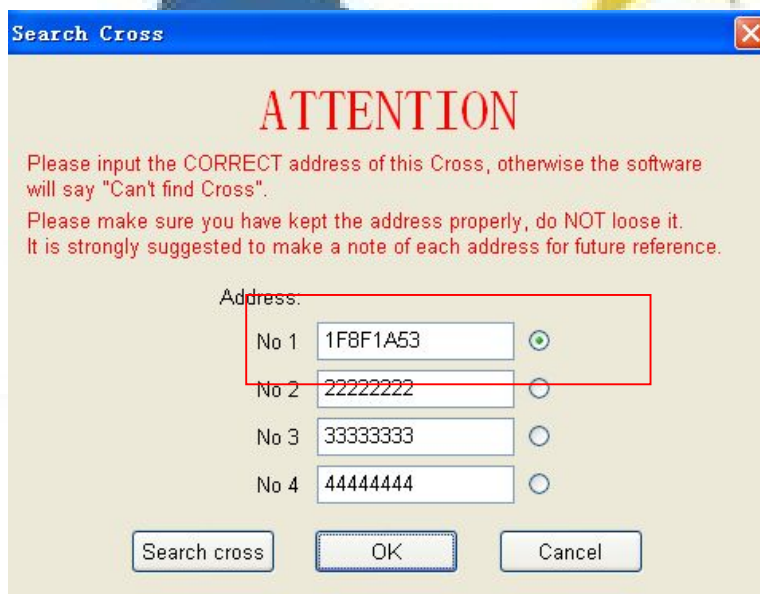 Search Cross
ATTENTION
Please input the CORRECT address of this Cross, otherwise the software
will say "Can't find Cross".
Please make sure you have kept the address properly, do NOT loose it.
It is strongly suggested to make a note of each address for future reference.
Address:
No 1 1F8F1A53
No 2 22222222
No 3 33333333
No 4 44444444
Search cross OK Cancel